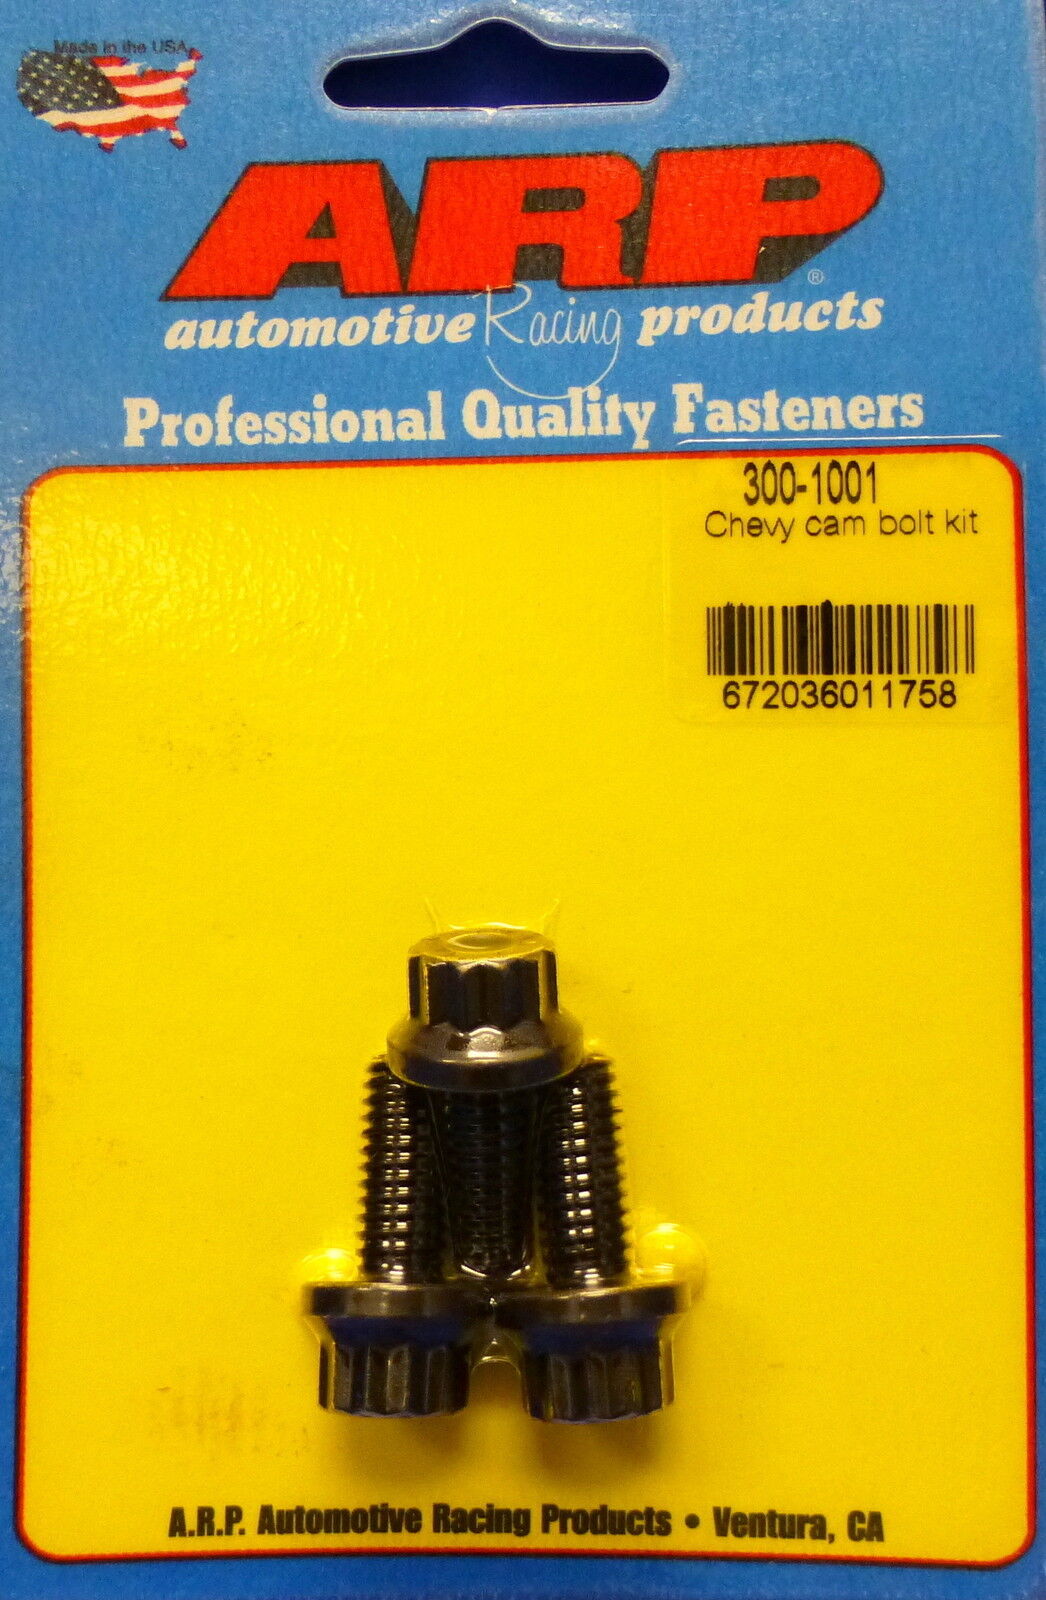 Made in the USA
ARP®
automotive Racing products
Professional Quality Fasteners
300-1001
Chevy cam bolt kit
672036011758
A.R.P. Automotive Racing Products • Ventura, CA